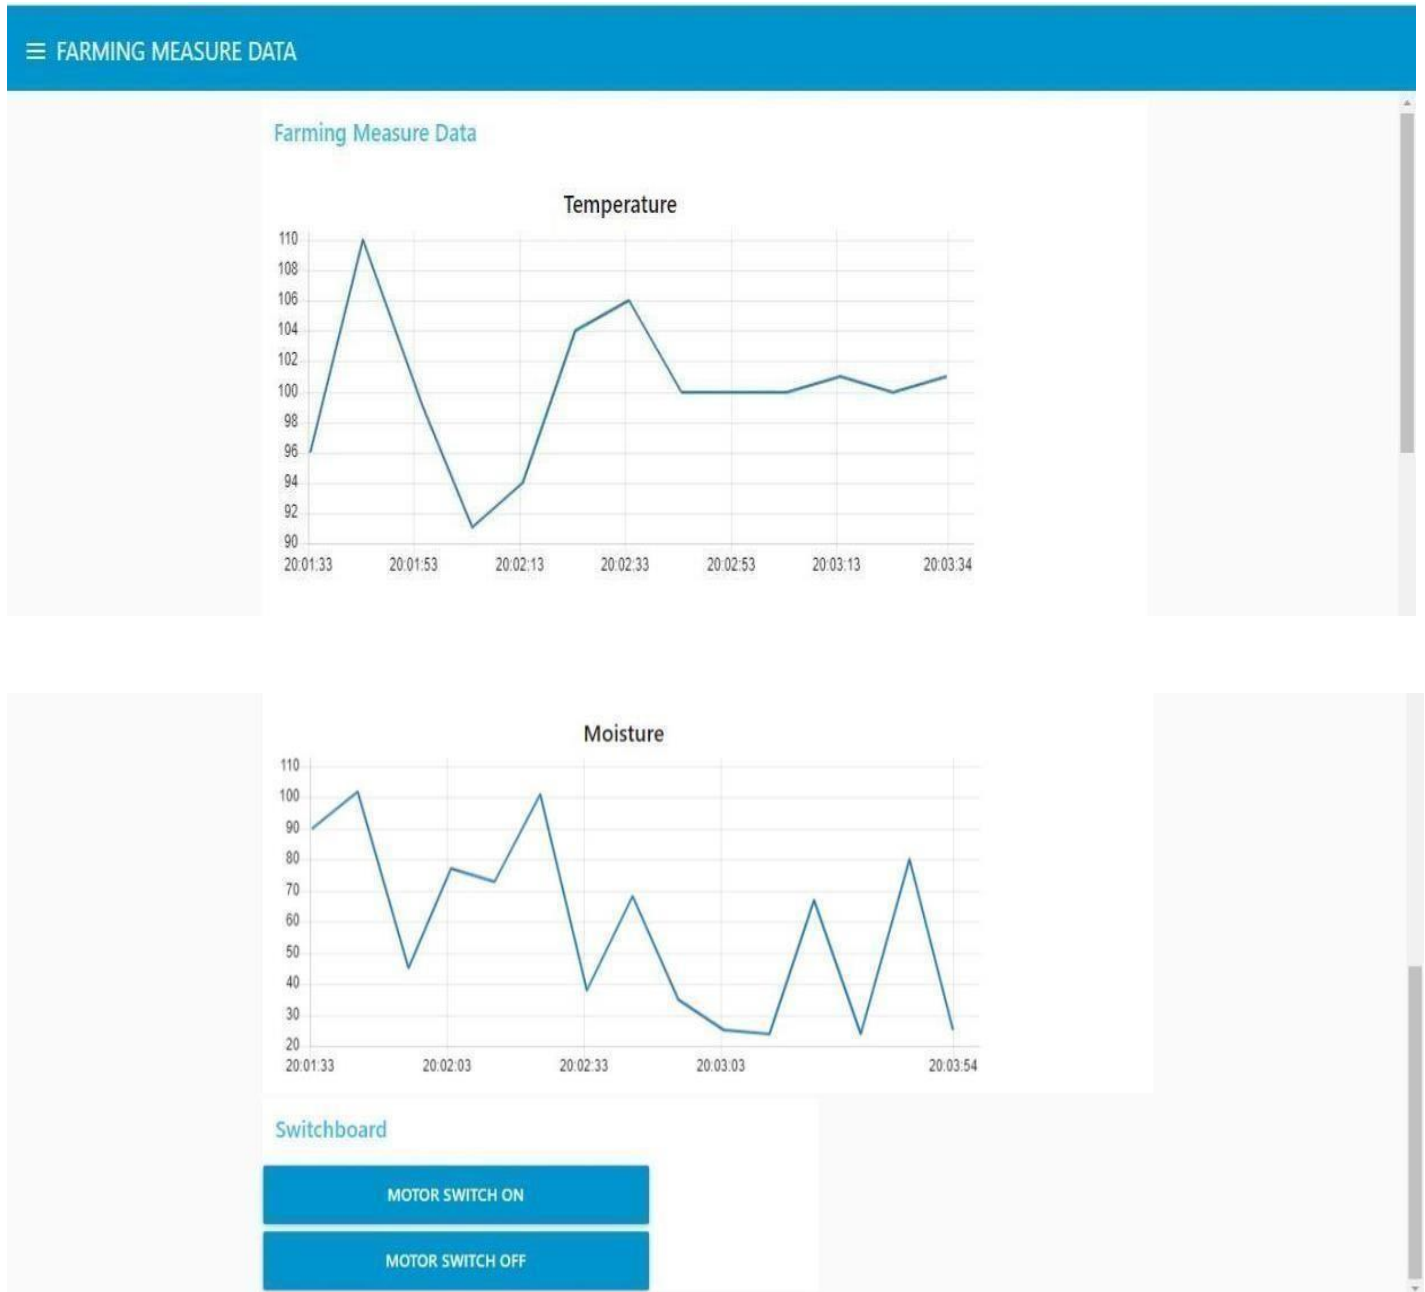 ☰ FARMING MEASURE DATA
Farming Measure Data
Temperature
110
108
106
104
102
100
98
96
94
92
90
20:01:33 20:01:53 20:02:13 20:02:33 20:02:53 20:03:13 20:03:34
Moisture
110
100
90
80
70
60
50
40
30
20
20:01:33 20:02:03 20:02:33 20:03:03 20:03:54
Switchboard
MOTOR SWITCH ON
MOTOR SWITCH OFF